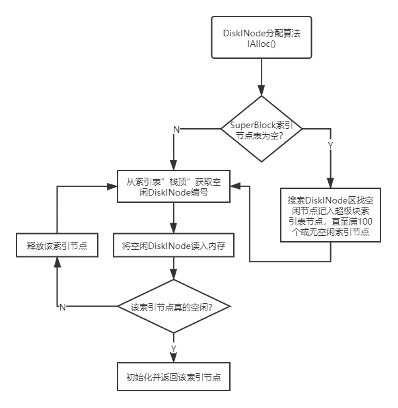 DiskINode分配算法
IAlloc()
SuperBlock索引
节点表为空?
N
Y
从索引表”栈顶”获取空
闲DiskINode编号
搜索DiskINode区找空
闲节点记入超级块索
引表节点，直至满100
个或无空闲索引节点
释放该索引节点
将空闲DiskINode读入内存
该索引节点真的空闲?
N
Y
初始化并返回该索引节点